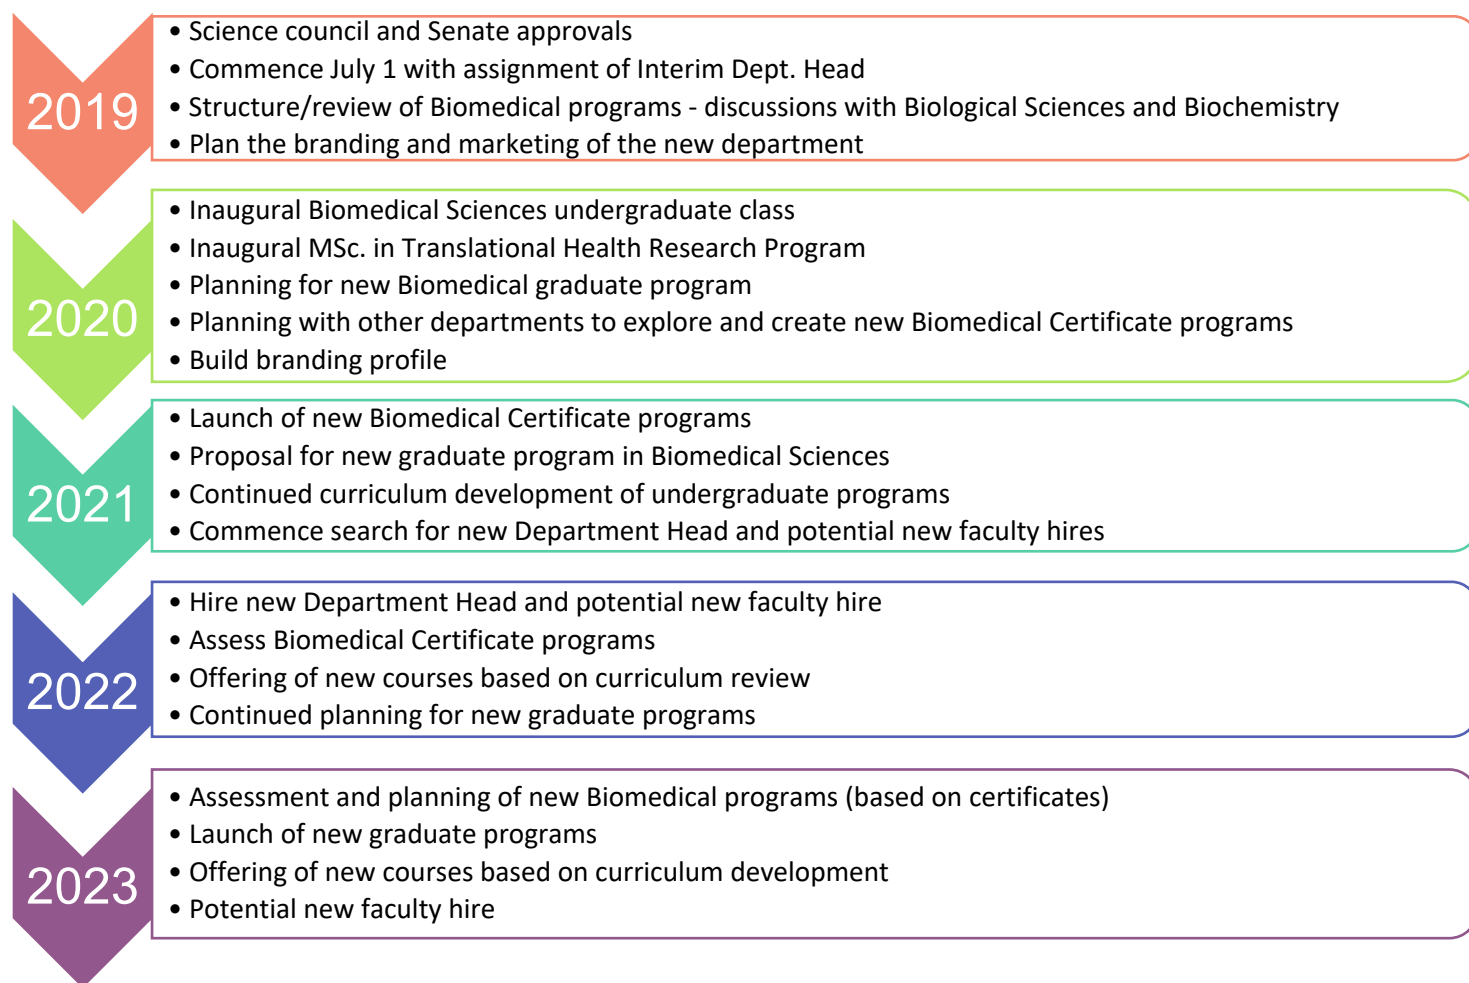 2019
• Science council and Senate approvals
• Commence July 1 with assignment of Interim Dept. Head
• Structure/review of Biomedical programs - discussions with Biological Sciences and Biochemistry
• Plan the branding and marketing of the new department
2020
• Inaugural Biomedical Sciences undergraduate class
• Inaugural MSc. in Translational Health Research Program
• Planning for new Biomedical graduate program
• Planning with other departments to explore and create new Biomedical Certificate programs
• Build branding profile
2021
• Launch of new Biomedical Certificate programs
• Proposal for new graduate program in Biomedical Sciences
• Continued curriculum development of undergraduate programs
• Commence search for new Department Head and potential new faculty hires
2022
• Hire new Department Head and potential new faculty hire
• Assess Biomedical Certificate programs
• Offering of new courses based on curriculum review
• Continued planning for new graduate programs
2023
• Assessment and planning of new Biomedical programs (based on certificates)
• Launch of new graduate programs
• Offering of new courses based on curriculum development
• Potential new faculty hire